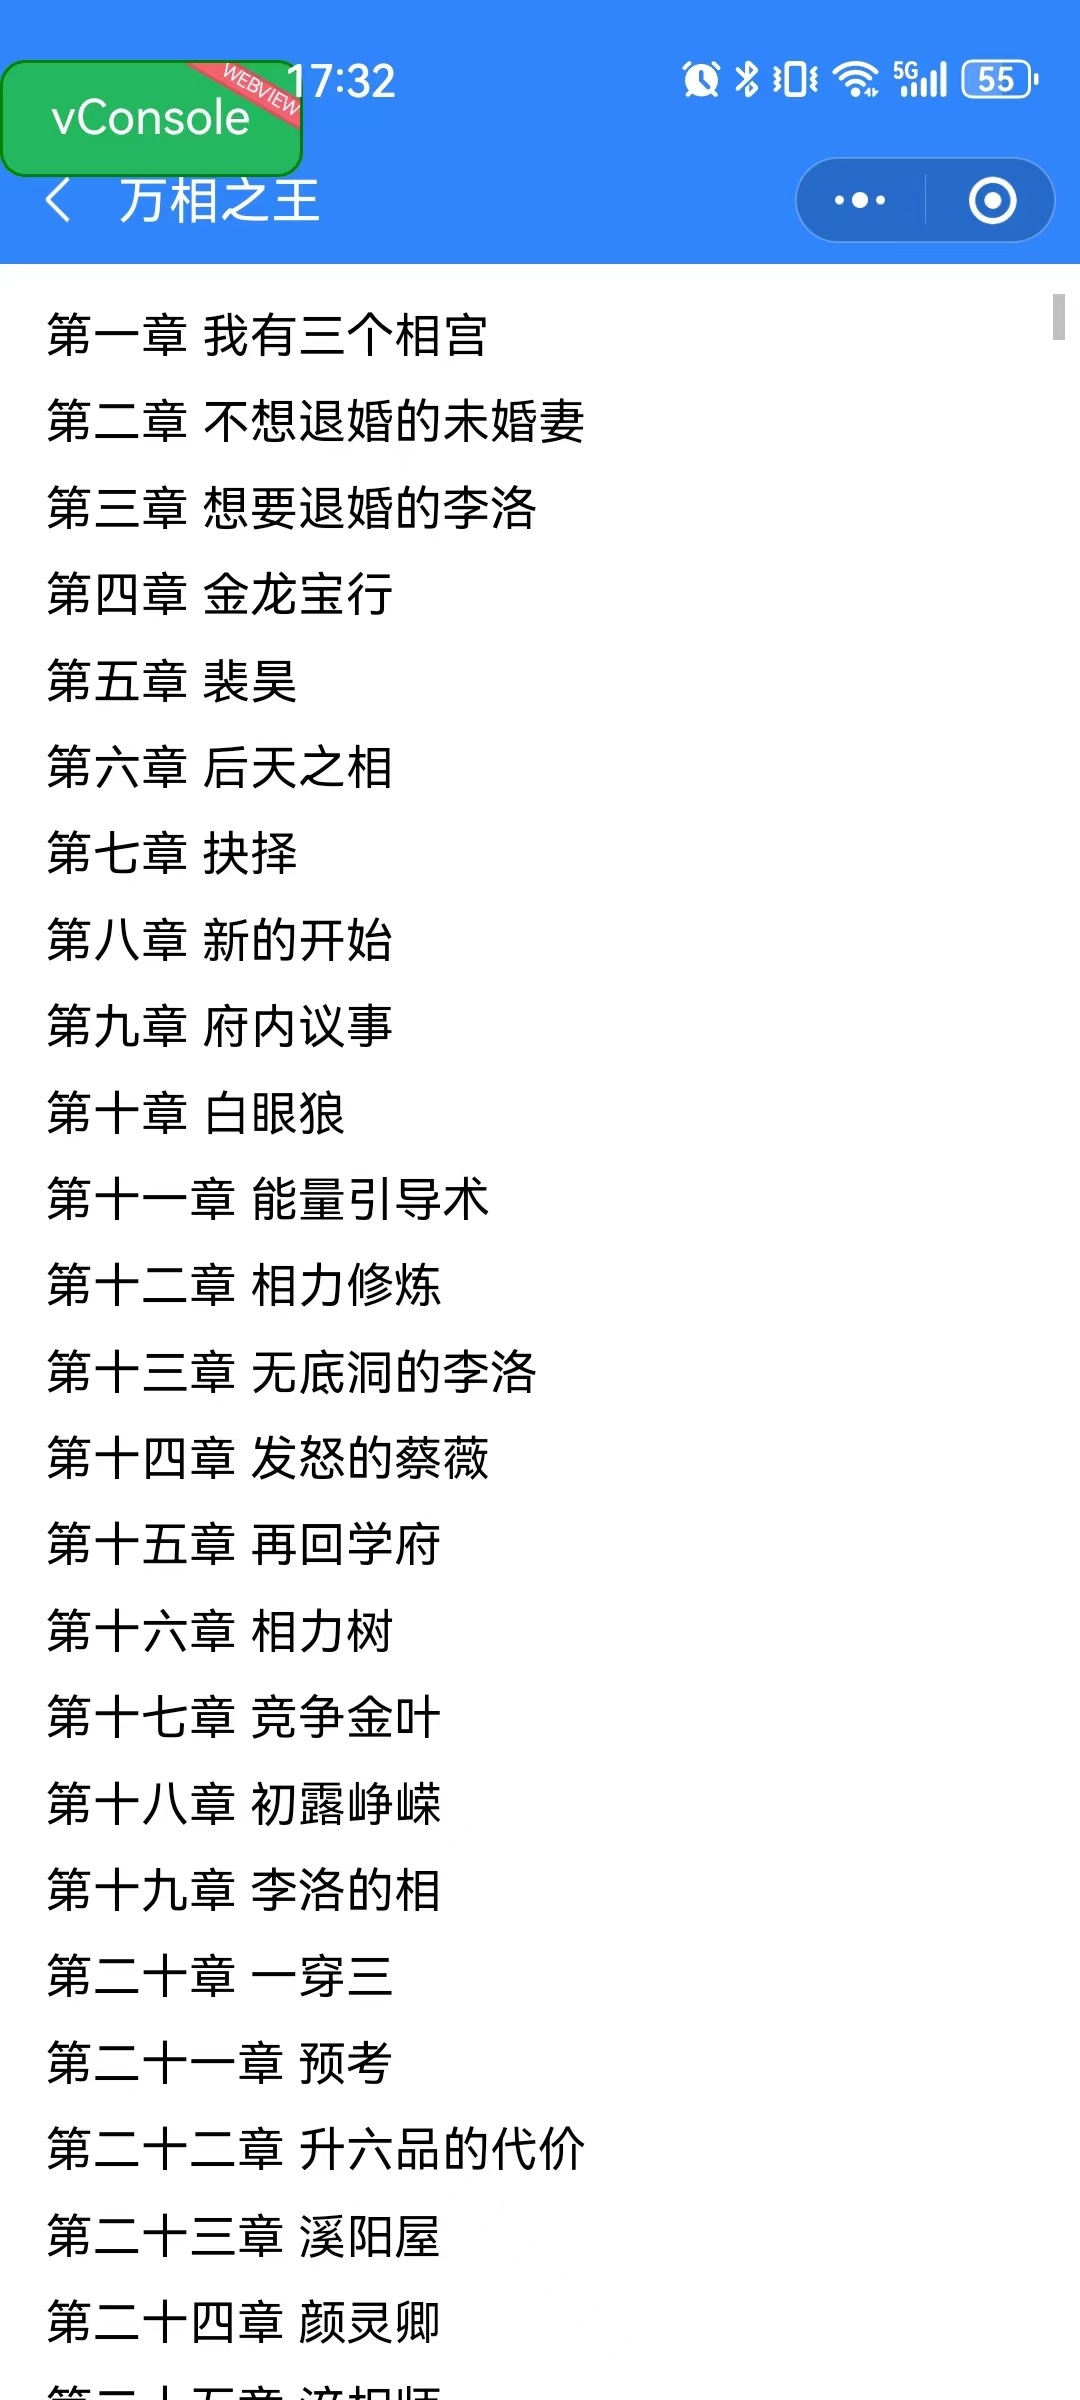 17:32
5G
55
vConsole
WEBVIEW
万相之王
第一章 我有三个相宫
第二章 不想退婚的未婚妻
第三章 想要退婚的李洛
第四章 金龙宝行
第五章 裴昊
第六章 后天之相
第七章 抉择
第八章 新的开始
第九章 府内议事
第十章 白眼狼
第十一章 能量引导术
第十二章 相力修炼
第十三章 无底洞的李洛
第十四章 发怒的蔡薇
第十五章 再回学府
第十六章 相力树
第十七章 竞争金叶
第十八章 初露峥嵘
第十九章 李洛的相
第二十章 一穿三
第二十一章 预考
第二十二章 升六品的代价
第二十三章 溪阳屋
第二十四章 颜灵卿
第二十五章